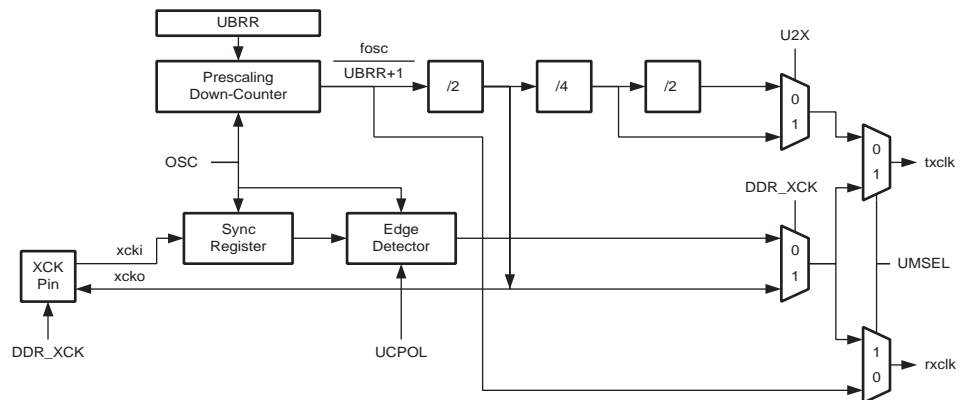 UBRR
fosc
UBRR+1
U2X
Prescaling
Down-Counter
/2
/4
/2
0
1
OSC
0
1
txclk
DDR_XCK
Sync
Register
Edge
Detector
xcki
XCK
Pin
xcko
0
1
UMSEL
DDR_XCK
UCPOL
1
0
rxclk